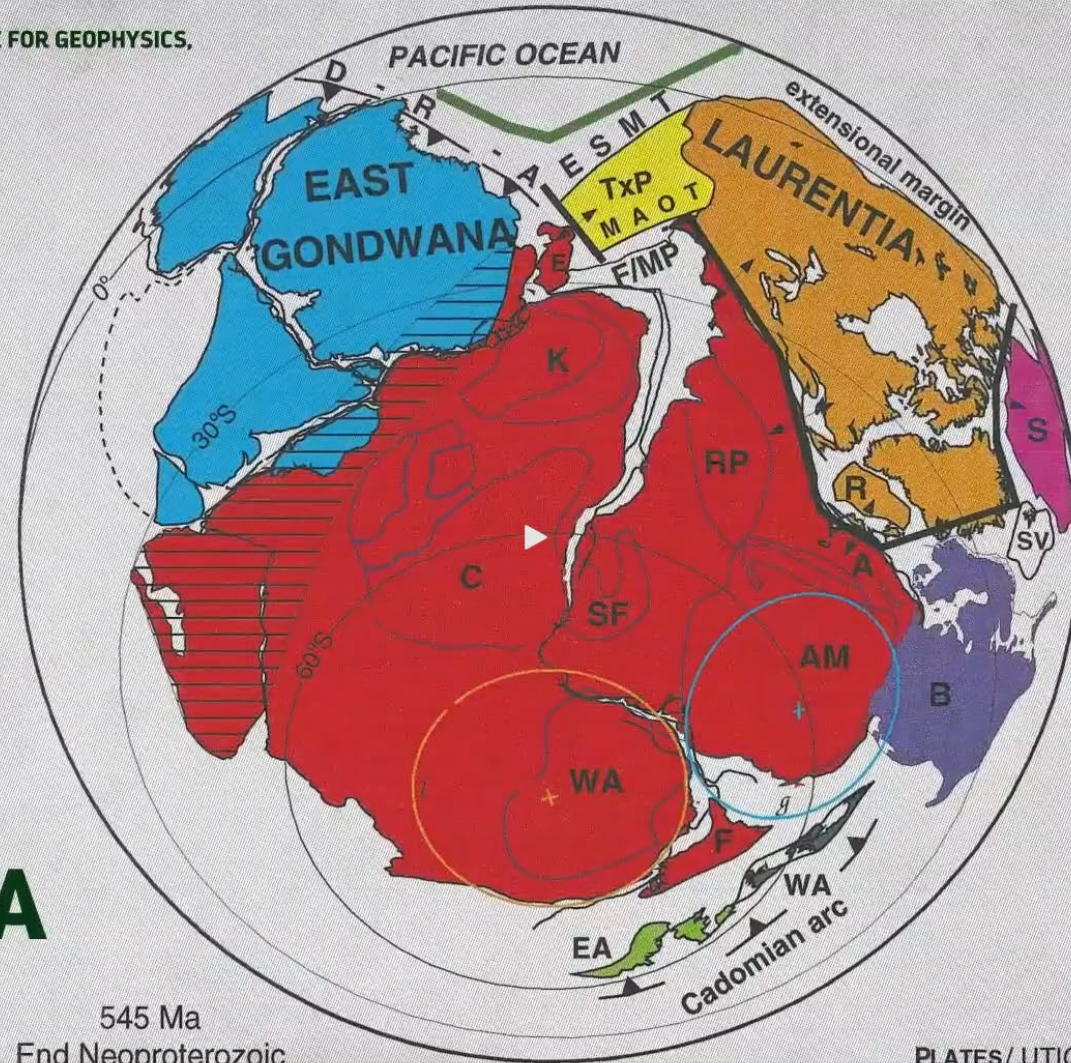 FOR GEOPHYSICS,
PACIFIC OCEAN
D - R - A
E S M T
extensional margin
LAURENTIA
EAST
GONDWANA
TxP
M A O T
E
F/MP
0°
K
30°S
S
RP
R
SV
C
A
SF
60°S
AM
B
WA
F
WA
EA
Cadomian arc
A
545 Ma
End Neoproterozoic
PLATES/ UTIG